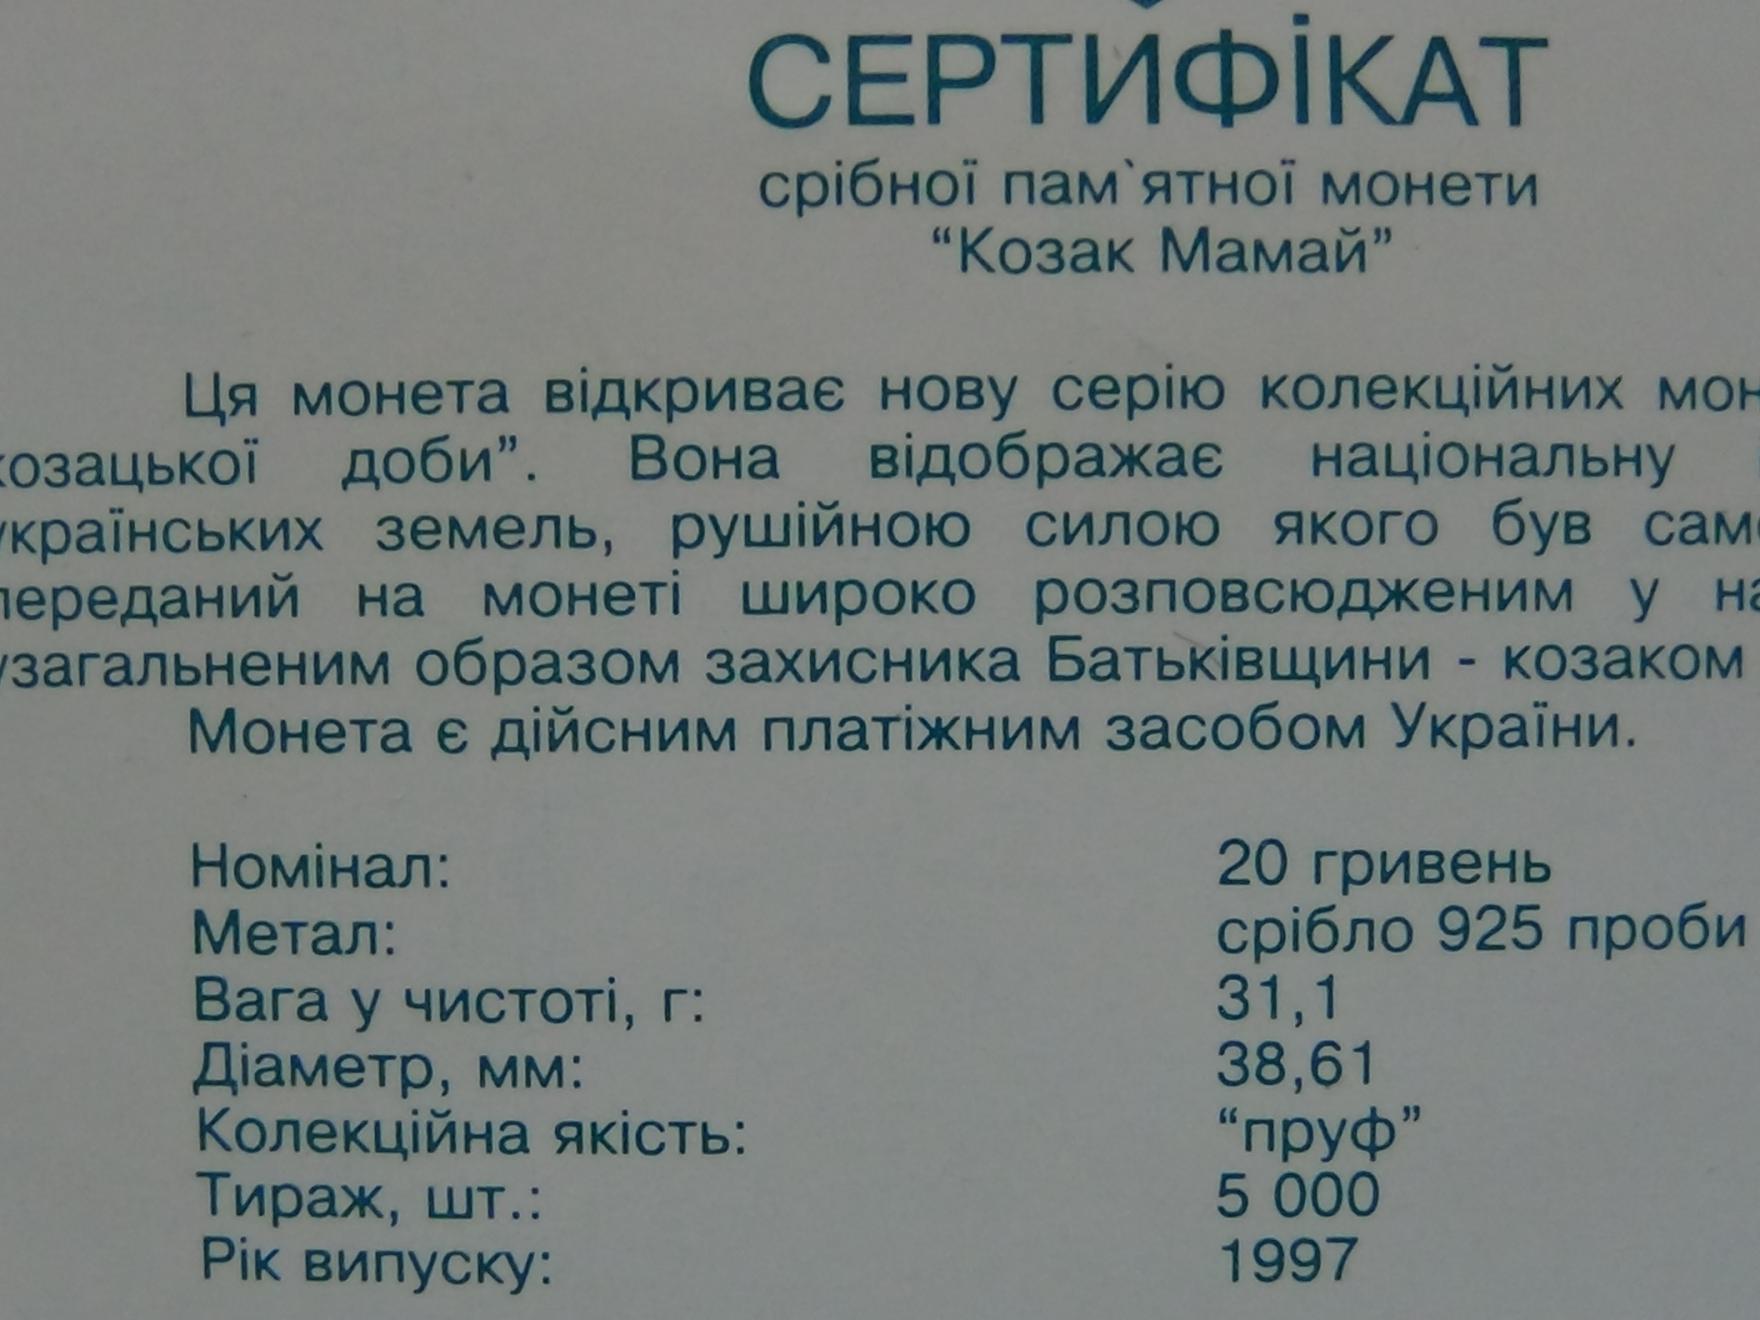 СЕРТИФІКАТ
срібної пам`ятної монети
“Козак Мамай”
Ця монета відкриває нову серію колекційних мон
козацької доби”. Вона відображає національну
українських земель, рушійною силою якого був сам
переданий на монеті широко розповсюдженим у на
узагальненим образом захисника Батьківщини - козаком
Монета є дійсним платіжним засобом України.
Номінал: 20 гривень
Метал: срібло 925 проби
Вага у чистоті, г: 31,1
Діаметр, мм: 38,61
Колекційна якість: “пруф”
Тираж, шт.: 5 000
Рік випуску: 1997